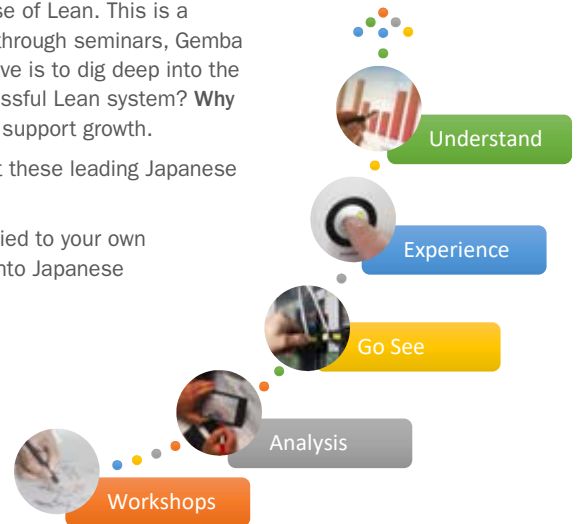 se of Lean. This is a
through seminars, Gemba
ve is to dig deep into the
essful Lean system? Why
support growth.
t these leading Japanese
ied to your own
nto Japanese
Understand
Experience
Go See
Analysis
Workshops